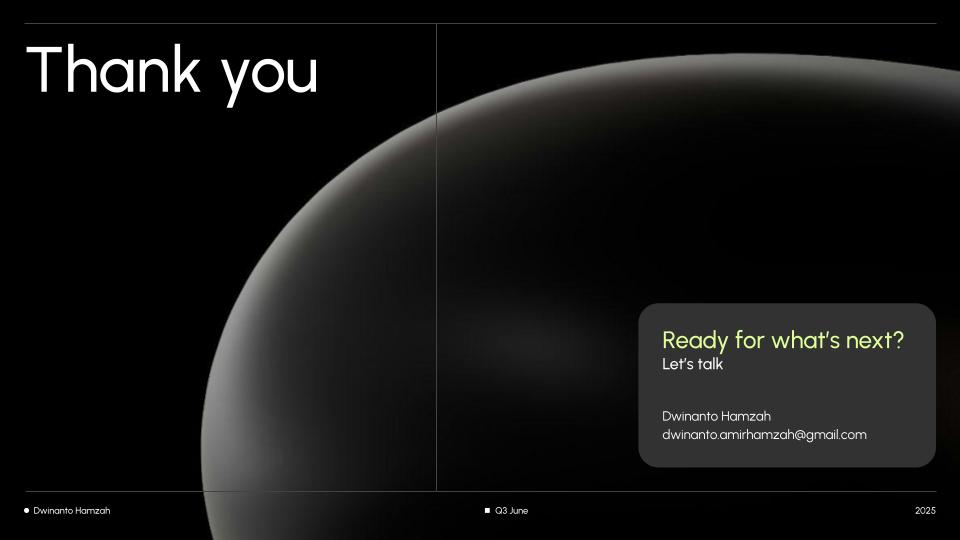 Thank you
Ready for what's next?
Let's talk
Dwinanto Hamzah
dwinanto.amirhamzah@gmail.com
Dwinanto Hamzah
Q3 June
2025